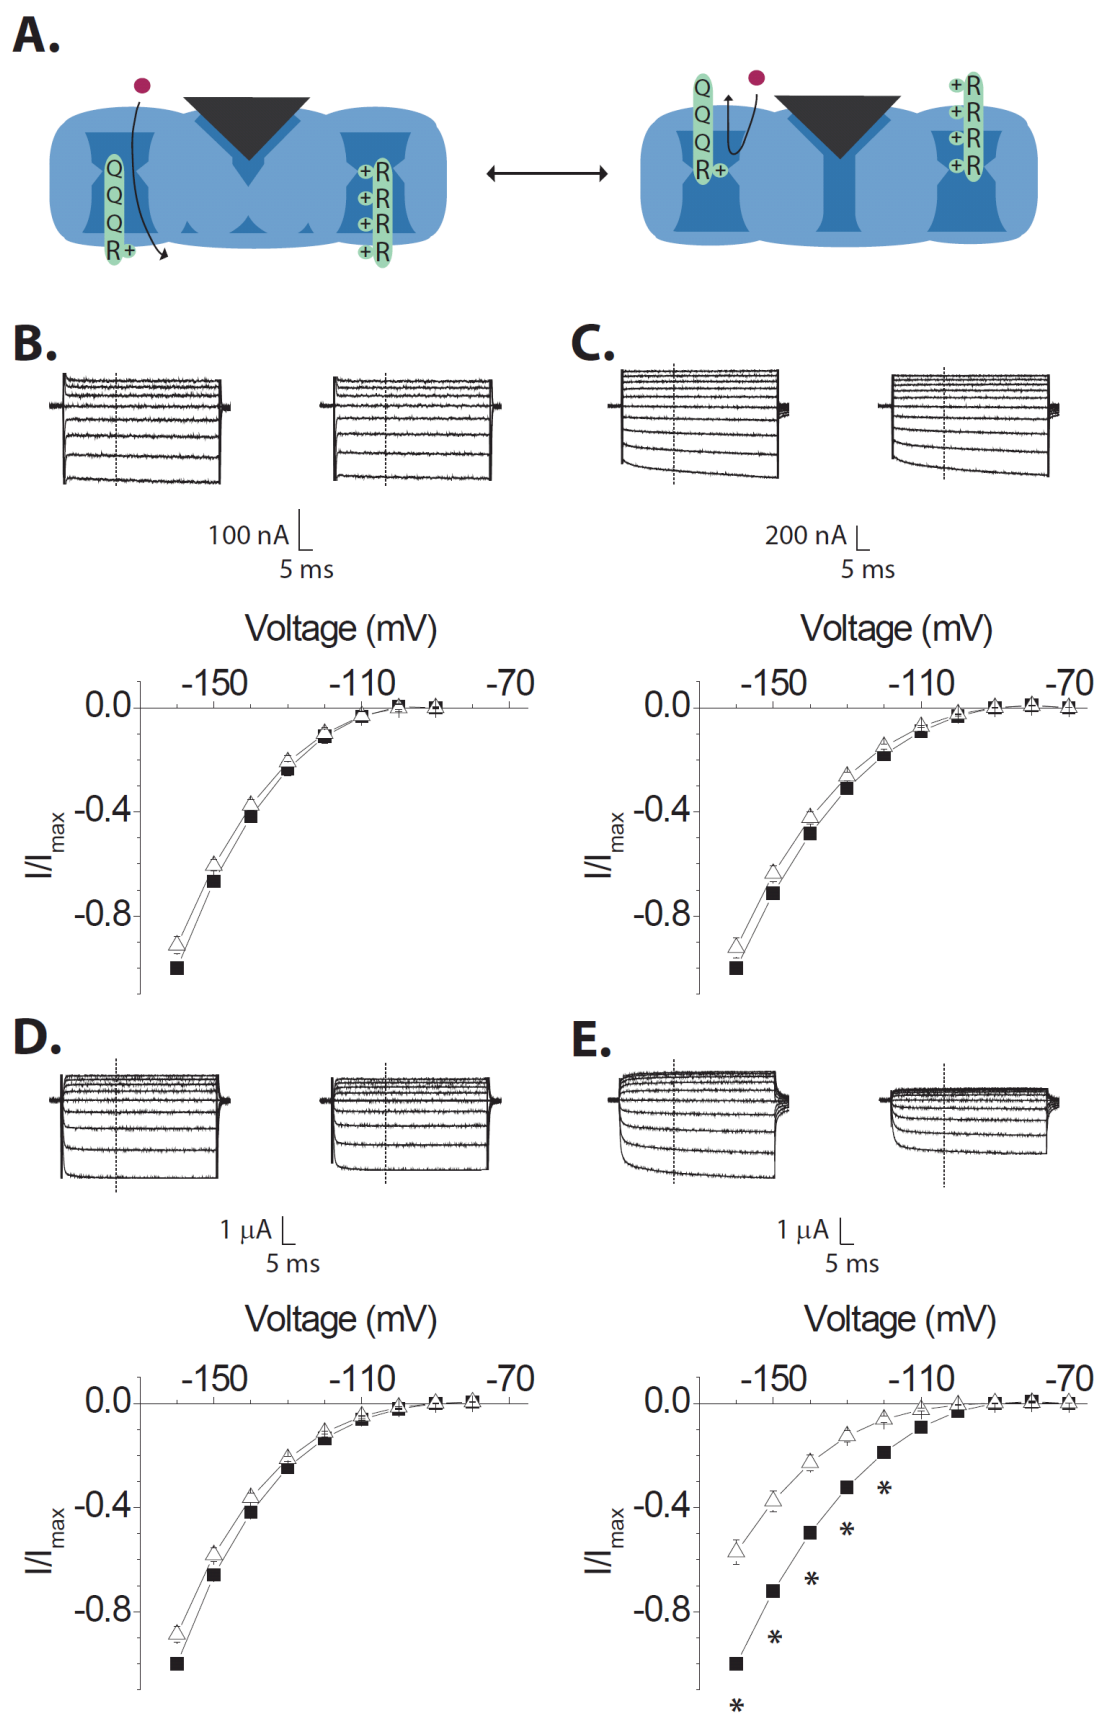 A.
Q
Q
Q
R+
+R
+R
+R
+R
Q
Q
Q
R+
+R
+R
+R
+R
B.
C.
100 nA
5 ms
200 nA
5 ms
Voltage (mV)
-150 -110 -70
0.0
-0.4
-0.8
I/Imax
Voltage (mV)
-150 -110 -70
0.0
-0.4
-0.8
I/Imax
D.
E.
1 μA
5 ms
1 μA
5 ms
Voltage (mV)
-150 -110 -70
0.0
-0.4
-0.8
I/Imax
Voltage (mV)
-150 -110 -70
0.0
-0.4
-0.8
I/Imax
*
*
*
*
*